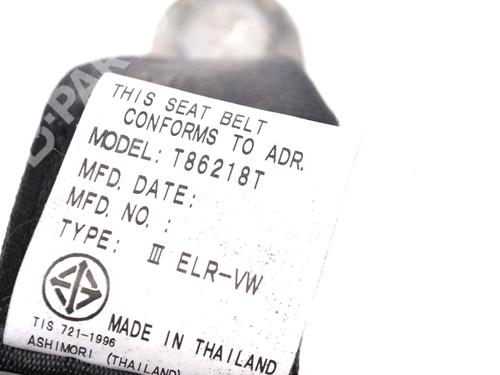 THIS SEAT BELT
CONFORMS TO ADR.
MODEL: T86218T
MFD. DATE:
MFD. NO. :
TYPE: III ELR-VW
MADE IN THAILAND
TIS 721-1996
ASHIMORI (THAILAND)